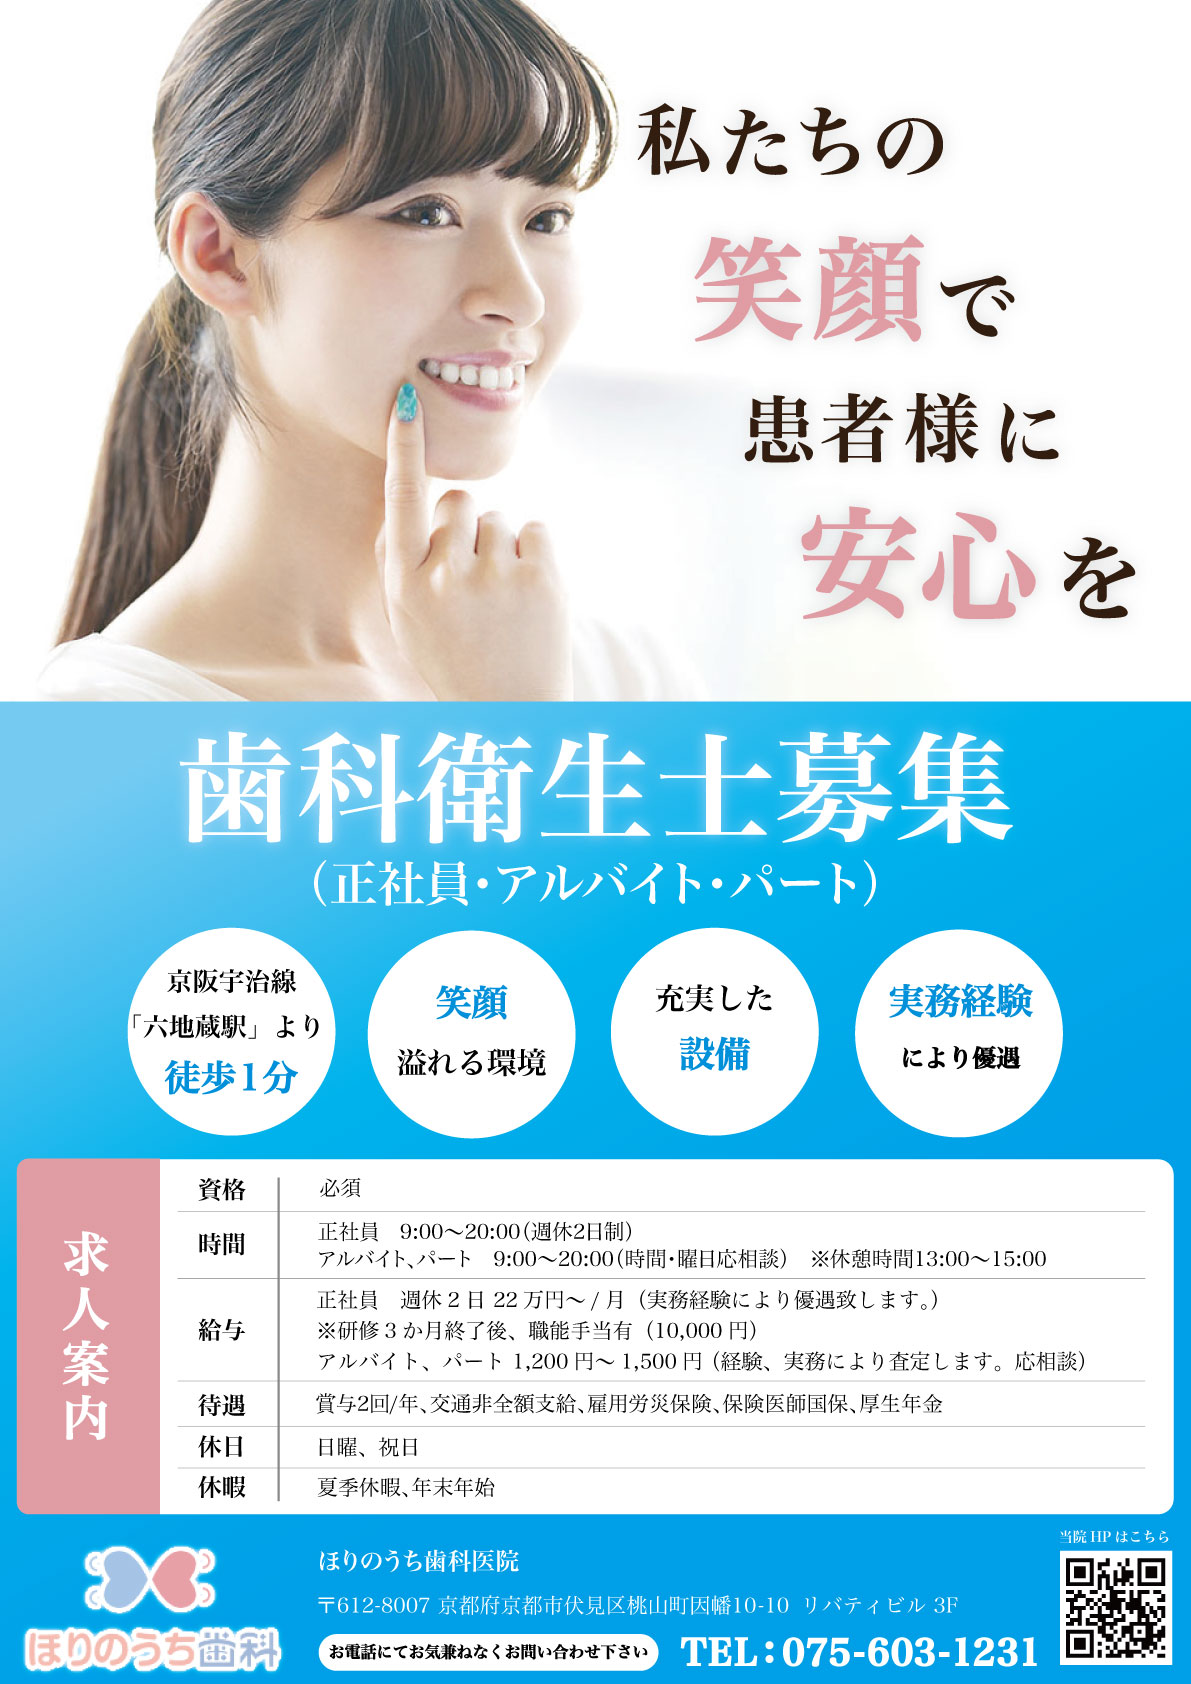 私たちの
笑顔で
患者様に
安心を
歯科衛生士募集
（正社員・アルバイト・パート）
京阪宇治線
「六地蔵駅」より
徒歩1分
笑顔
溢れる環境
充実した
設備
実務経験
により優遇
求人案内
資格 必須
時間
正社員　9:00〜20:00（週休2日制）
アルバイト、パート　9:00〜20:00（時間・曜日応相談）　※休憩時間13:00〜15:00
給与
正社員　週休 2 日 22 万円〜 / 月（実務経験により優遇致します。）
※研修 3 か月終了後、職能手当有（10,000 円）
アルバイト、パート 1,200 円〜 1,500 円（経験、実務により査定します。応相談）
待遇 賞与2回/年、交通非全額支給、雇用労災保険、保険医師国保、厚生年金
休日 日曜、祝日
休暇 夏季休暇、年末年始
当院 HP はこちら
ほりのうち歯科
ほりのうち歯科医院
〒612-8007 京都府京都市伏見区桃山町因幡10-10 リバティビル 3F
お電話にてお気兼ねなくお問い合わせ下さい
TEL：075-603-1231